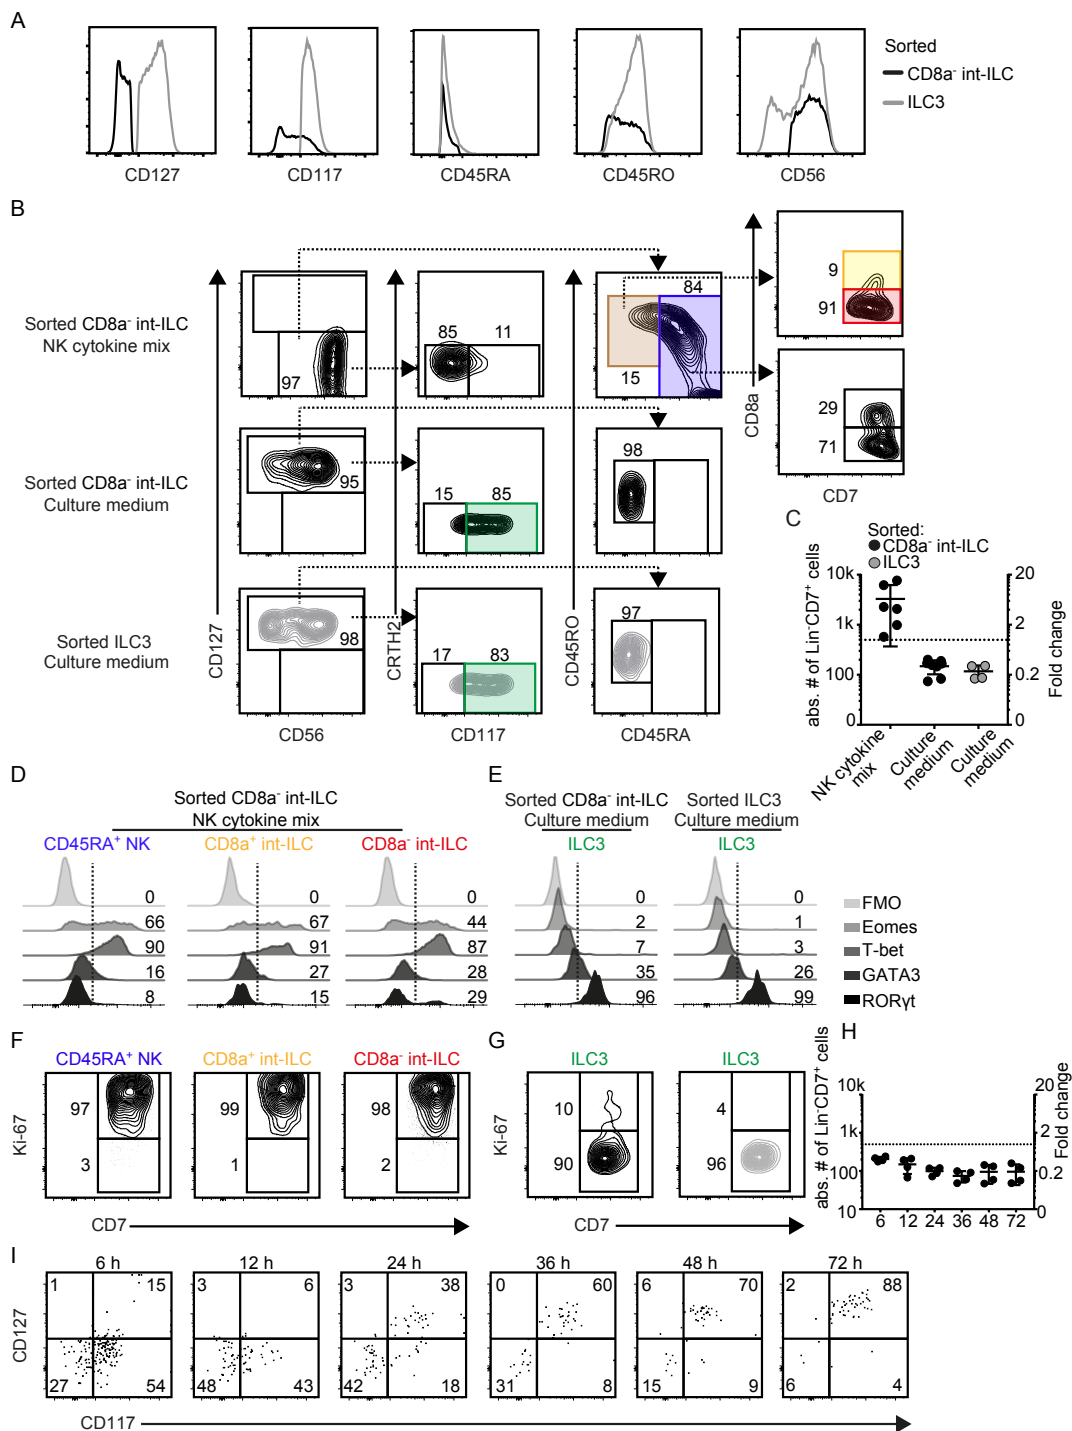 A
Sorted
CD8a⁻ int-ILC
ILC3
CD127
CD117
CD45RA
CD45RO
CD56
B
Sorted CD8a⁻ int-ILC
NK cytokine mix
97
85
11
84
15
9
91
CD8a
29
71
CD7
Sorted CD8a⁻ int-ILC
Culture medium
95
15
85
98
Sorted ILC3
Culture medium
98
17
83
97
CD127
CRTH2
CD45RO
CD56
CD117
CD45RA
C
Sorted:
CD8a⁻ int-ILC
ILC3
abs. # of Lin⁻CD7⁺ cells
10k
1k
100
0
20
2
0.2
0
Fold change
NK cytokine mix
Culture medium
Culture medium
D
Sorted CD8a⁻ int-ILC
NK cytokine mix
CD45RA⁺ NK
CD8a⁺ int-ILC
CD8a⁻ int-ILC
0
66
90
16
8
0
67
91
27
15
0
44
87
28
29
E
Sorted CD8a⁻ int-ILC
Culture medium
Sorted ILC3
Culture medium
ILC3
ILC3
0
2
7
35
96
0
1
3
26
99
FMO
Eomes
T-bet
GATA3
RORγt
F
CD45RA⁺ NK
CD8a⁺ int-ILC
CD8a⁻ int-ILC
Ki-67
97
3
99
1
98
2
CD7
G
ILC3
ILC3
Ki-67
10
90
4
96
CD7
H
abs. # of Lin⁻CD7⁺ cells
10k
1k
100
10
20
2
0.2
0
Fold change
6 12 24 36 48 72
I
6 h
12 h
24 h
36 h
48 h
72 h
CD127
1 15
27 54
3 6
48 43
3 38
42 18
0 60
31 8
6 70
15 9
2 88
6 4
CD117